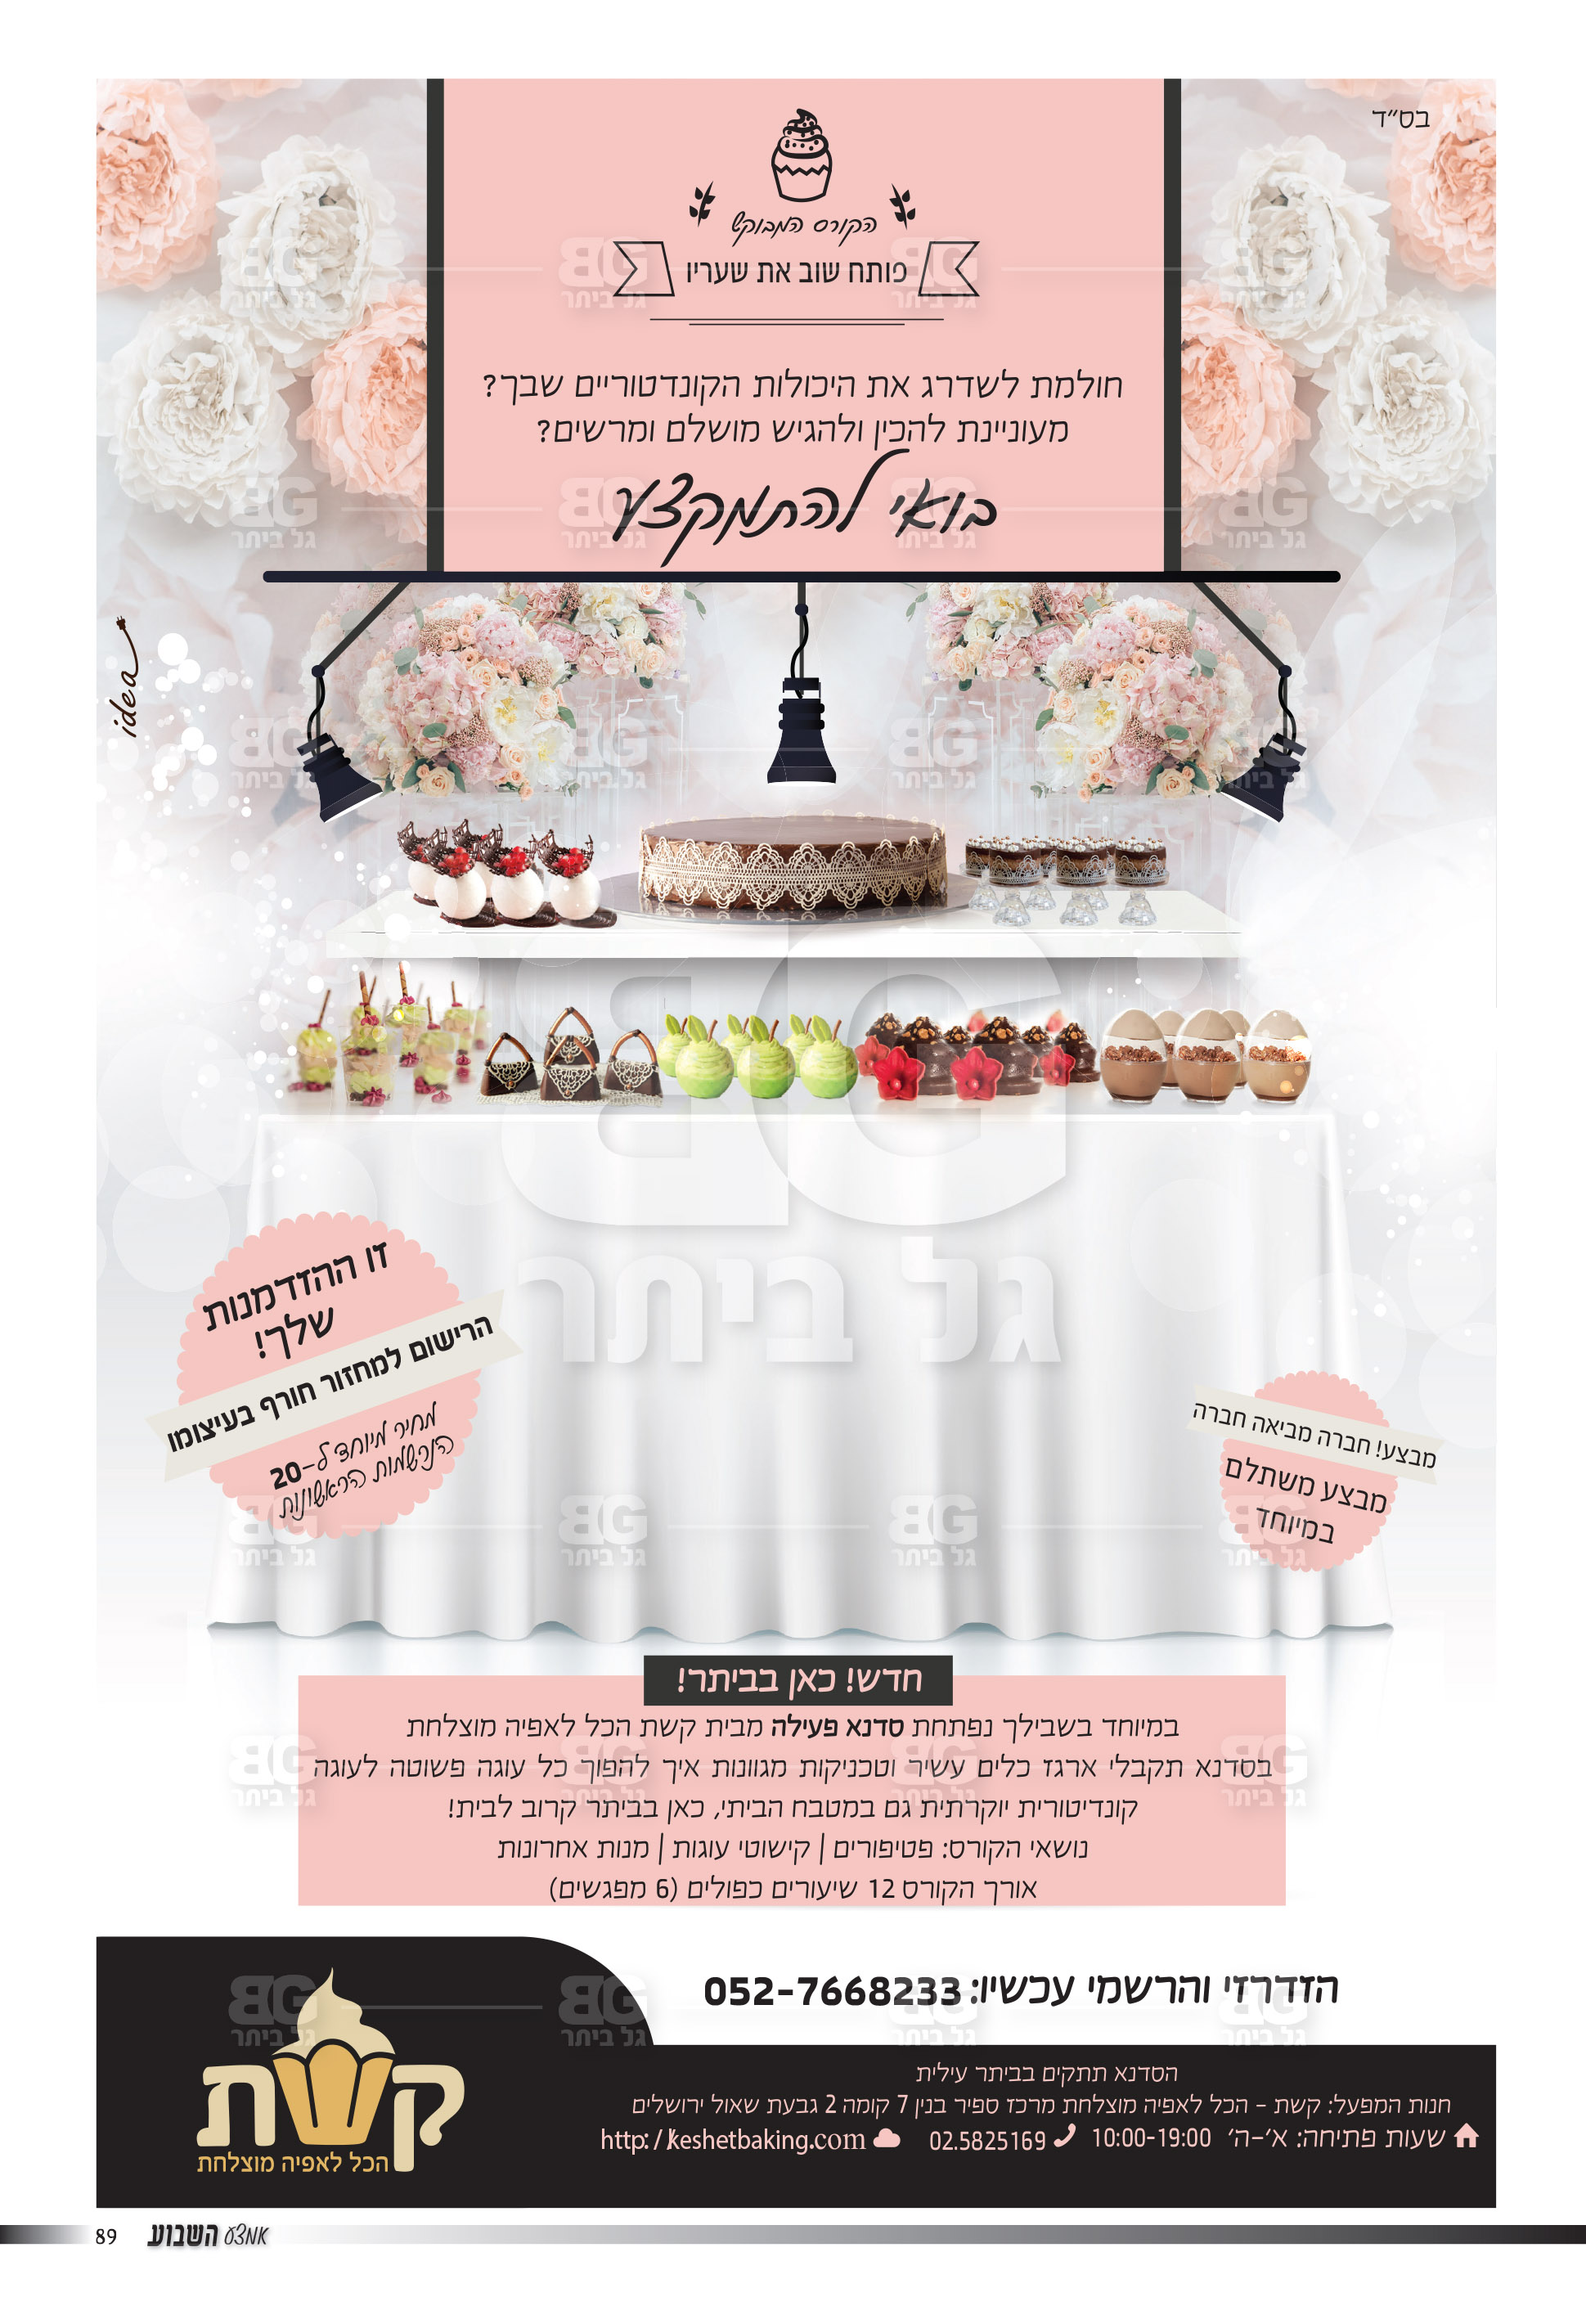 בס״ד
הקורס המבוקש
פותח שוב את שעריו
חולמת לשדרג את היכולות הקונדטוריים שבך?
מעוניינת להכין ולהגיש מושלם ומרשים?
בואי להתמקצע
idea
BG
גל ביתר
זו ההזדמנות
שלך!
הרישום למחזור חורף בעיצומו
מחיר מיוחד ל-20
הנרשמות הראשונות
מבצע! חברה מביאה חברה
מבצע משתלם
במיוחד
חדש! כאן בביתר!
במיוחד בשבילך נפתחת סדנא פעילה מבית קשת הכל לאפיה מוצלחת
בסדנא תקבלי ארגז כלים עשיר וטכניקות מגוונות איך להפוך כל עוגה פשוטה לעוגה
קונדיטורית יוקרתית גם במטבח הביתי, כאן בביתר קרוב לבית!
נושאי הקורס: פטיפורים | קישוטי עוגות | מנות אחרונות
אורך הקורס 12 שיעורים כפולים (6 מפגשים)
הזדרזי והרשמי עכשיו: 052-7668233
קשת
הכל לאפיה מוצלחת
הסדנא תתקים בביתר עילית
חנות המפעל: קשת - הכל לאפיה מוצלחת מרכז ספיר בנין 7 קומה 2 גבעת שאול ירושלים
שעות פתיחה: א׳-ה׳ 10:00-19:00 02.5825169 http://keshetbaking.com
89 אמצע השבוע